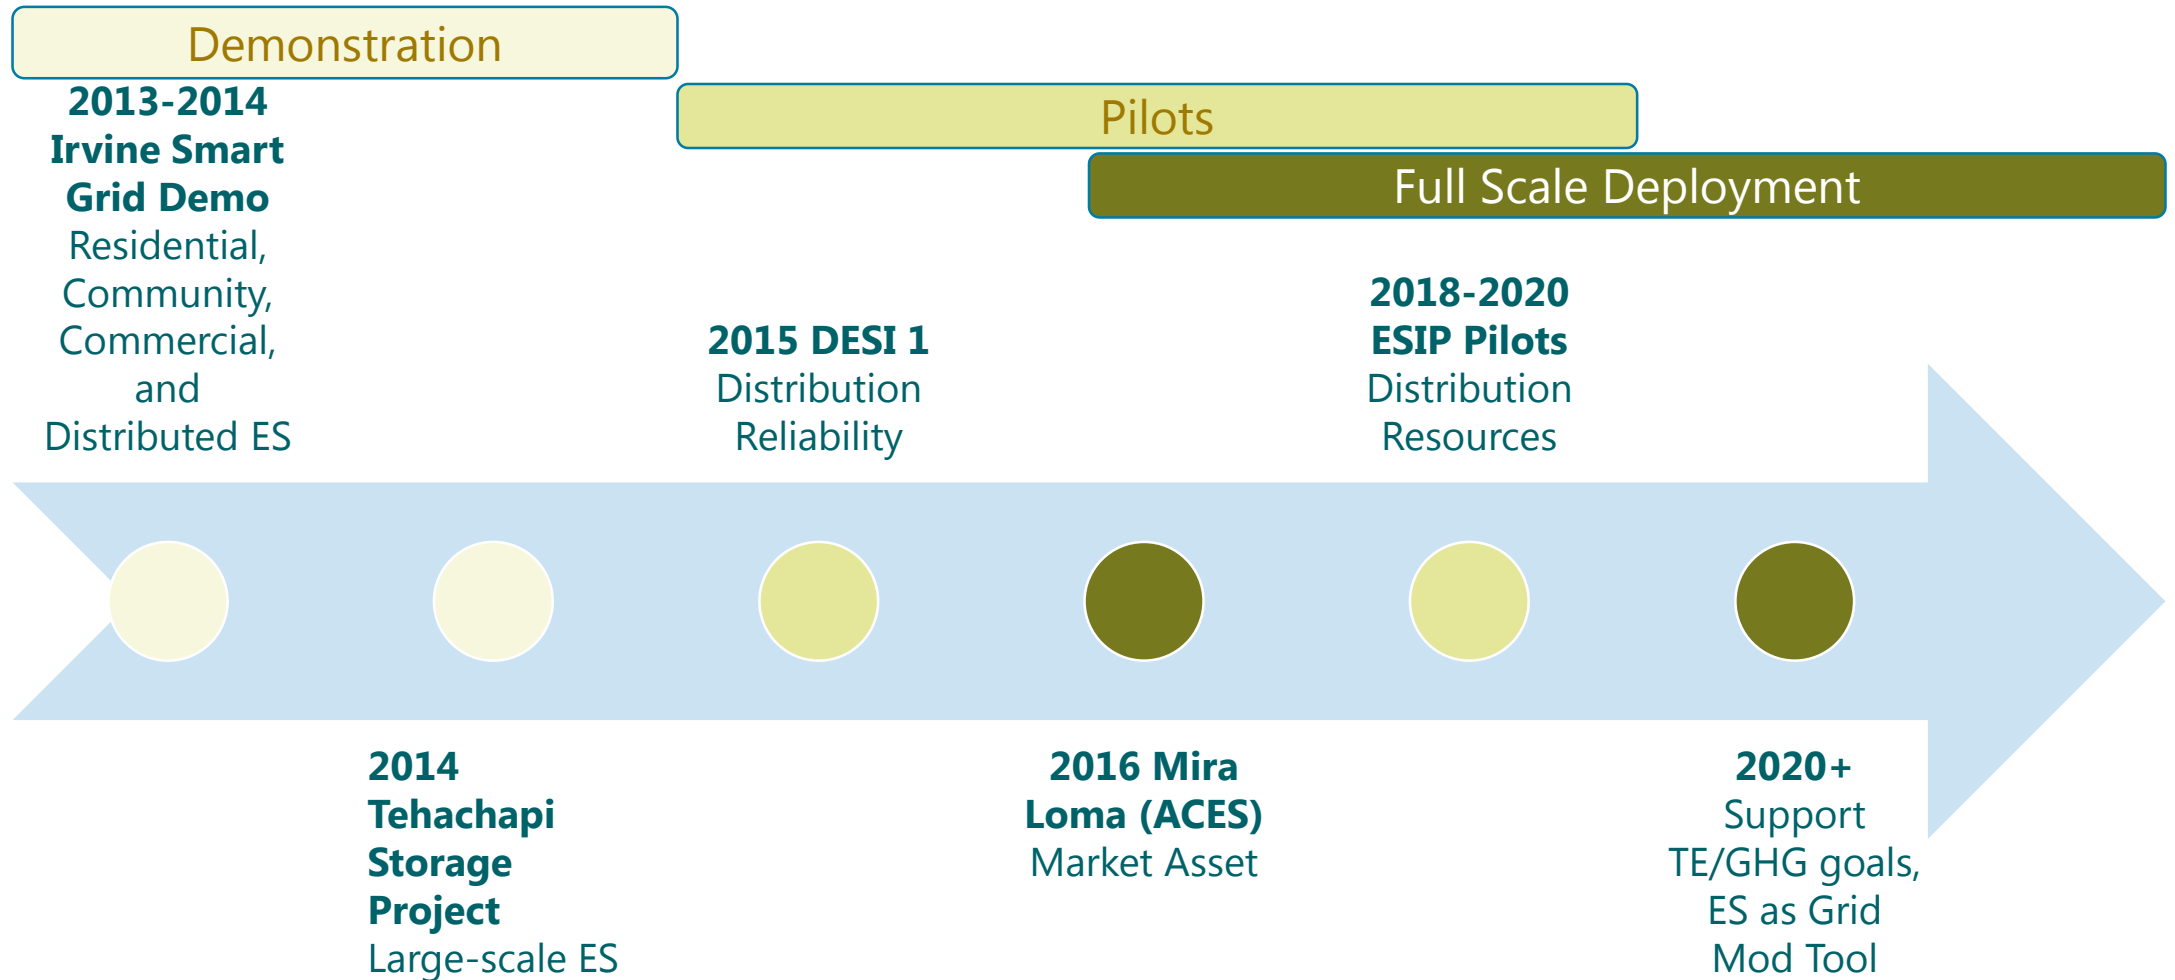 Demonstration
Pilots
Full Scale Deployment
2013-2014
Irvine Smart
Grid Demo
Residential,
Community,
Commercial,
and
Distributed ES
2014
Tehachapi
Storage
Project
Large-scale ES
2015 DESI 1
Distribution
Reliability
2016 Mira
Loma (ACES)
Market Asset
2018-2020
ESIP Pilots
Distribution
Resources
2020+
Support
TE/GHG goals,
ES as Grid
Mod Tool